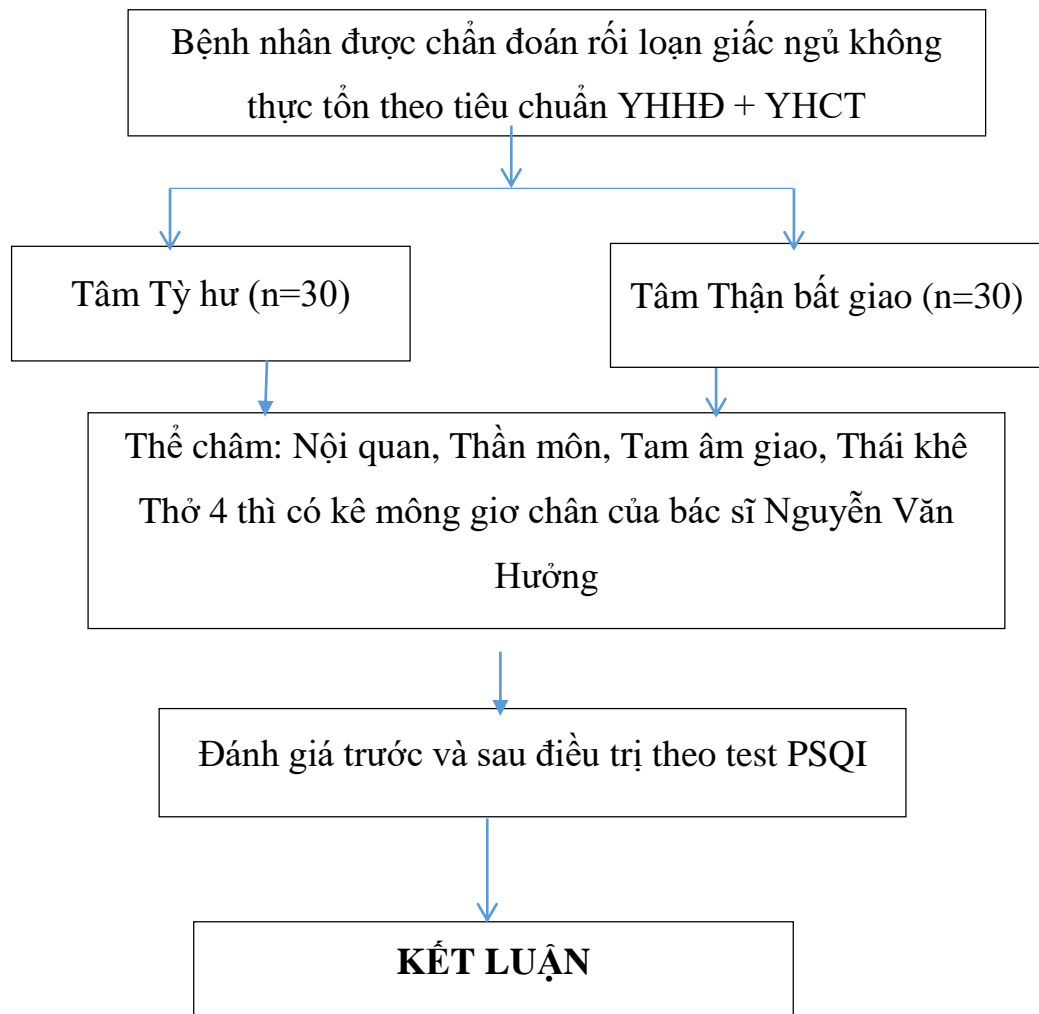 Bệnh nhân được chẩn đoán rối loạn giấc ngủ không
thực tổn theo tiêu chuẩn YHHĐ + YHCT
Tâm Tỳ hư (n=30)
Tâm Thận bất giao (n=30)
Thể châm: Nội quan, Thần môn, Tam âm giao, Thái khê
Thở 4 thì có kê mông giơ chân của bác sĩ Nguyễn Văn
Hưởng
Đánh giá trước và sau điều trị theo test PSQI
KẾT LUẬN